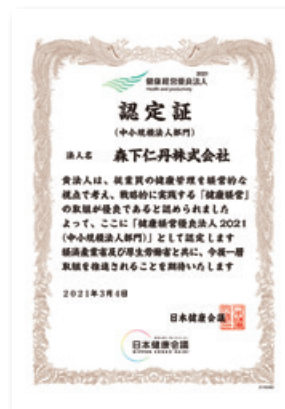 2021
健康経営優良法人
Health and productivity
認定証
(中小規模法人部門)
法人名 森下仁丹株式会社
貴法人は、従業員の健康管理を経営的な
視点で考え、戦略的に実践する「健康経営」
の取組が優良であると認められました
よって、ここに「健康経営優良法人2021
(中小規模法人部門)」として認定します
経済産業省及び厚生労働省と共に、今後一層
取組を推進されることを期待いたします
2021年3月4日
日本健康会議
日本健康会議
NIPPON KENKO KAIGI